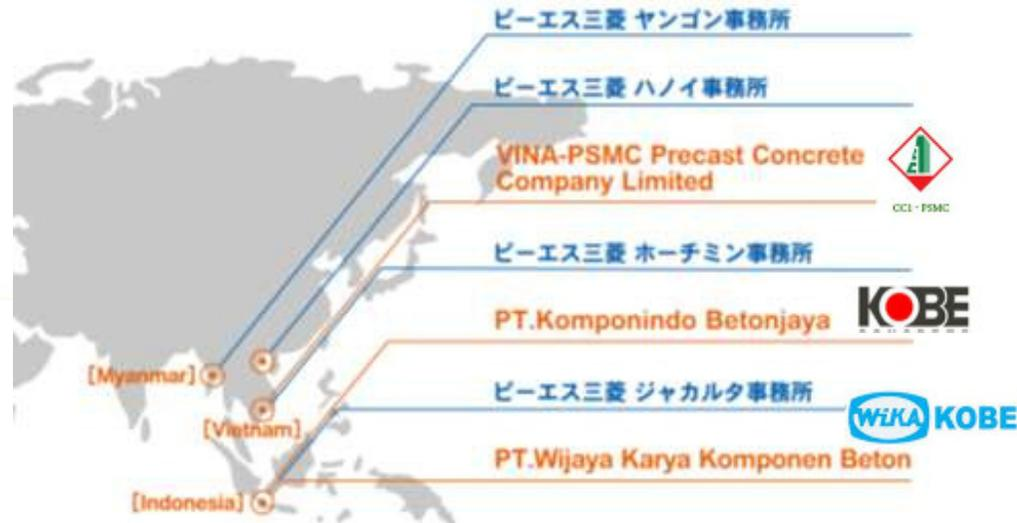 ピーエス三菱 ヤンゴン事務所
ピーエス三菱 ハノイ事務所
VINA-PSMC Precast Concrete
Company Limited
CCI - PSMC
ピーエス三菱 ホーチミン事務所
PT.Komponindo Betonjaya
KOBE
[Myanmar]
ピーエス三菱 ジャカルタ事務所
WiKA KOBE
[Vietnam]
PT.Wijaya Karya Komponen Beton
[Indonesia]